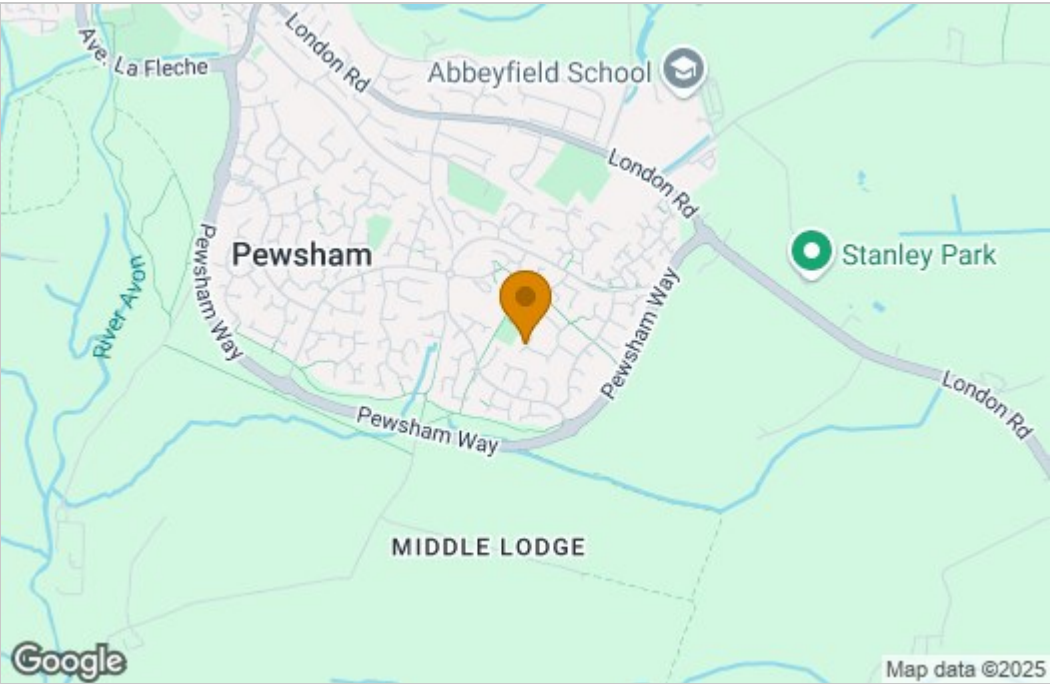 Ave. La Fleche
London Rd
Abbeyfield School
London Rd
Pewsham
Stanley Park
Pewsham Way
River Avon
Pewsham Way
Pewsham Way
London Rd
MIDDLE LODGE
Google
Map data ©2025